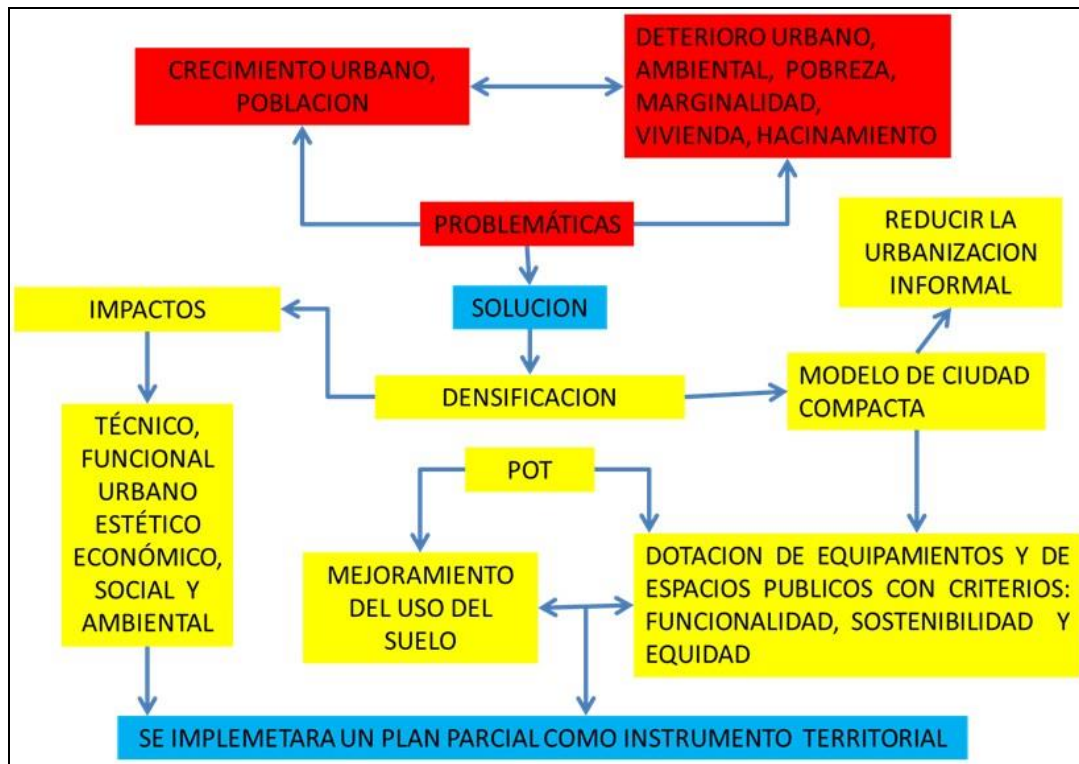 CRECIMIENTO URBANO,
POBLACION
DETERIORO URBANO,
AMBIENTAL, POBREZA,
MARGINALIDAD,
VIVIENDA, HACINAMIENTO
PROBLEMÁTICAS
REDUCIR LA
URBANIZACION
INFORMAL
SOLUCION
IMPACTOS
DENSIFICACION
MODELO DE CIUDAD
COMPACTA
TÉCNICO,
FUNCIONAL
URBANO
ESTÉTICO
ECONÓMICO,
SOCIAL Y
AMBIENTAL
POT
MEJORAMIENTO
DEL USO DEL
SUELO
DOTACION DE EQUIPAMIENTOS Y DE
ESPACIOS PUBLICOS CON CRITERIOS:
FUNCIONALIDAD, SOSTENIBILIDAD Y
EQUIDAD
SE IMPLEMETARA UN PLAN PARCIAL COMO INSTRUMENTO TERRITORIAL